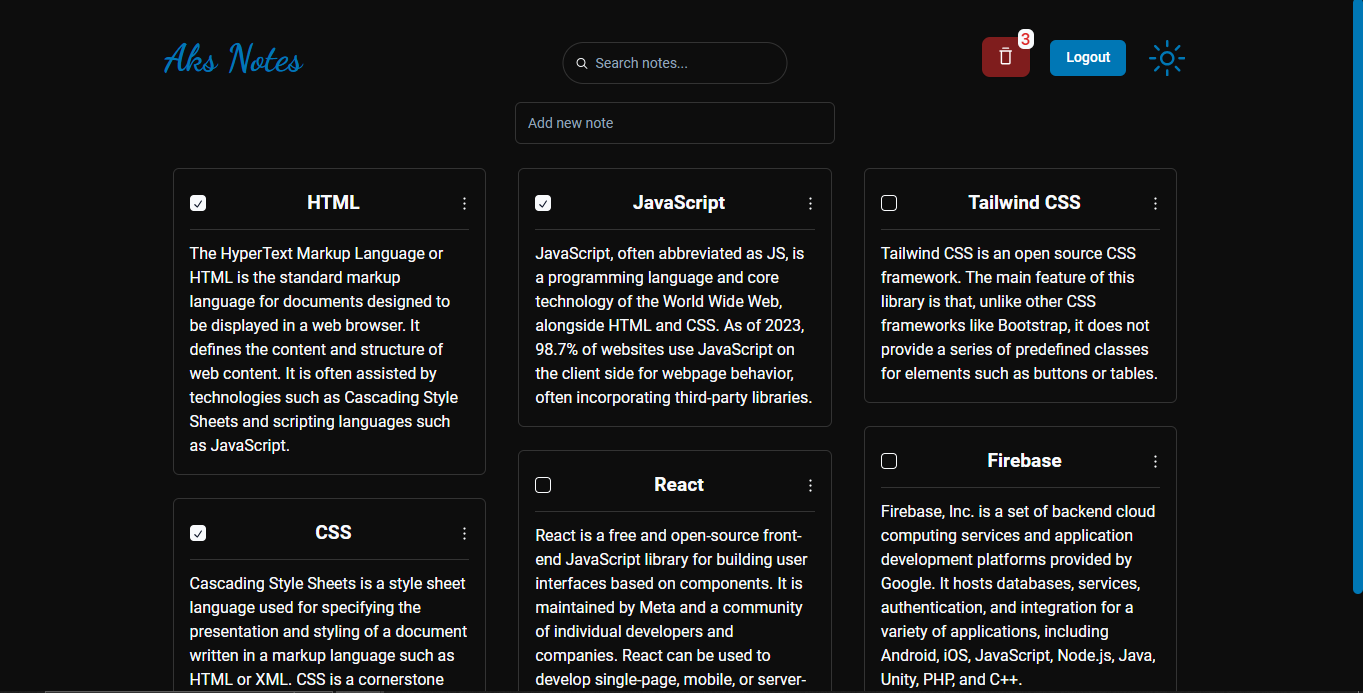 Aks Notes
Search notes...
3
Logout
Add new note
HTML
The HyperText Markup Language or
HTML is the standard markup
language for documents designed to
be displayed in a web browser. It
defines the content and structure of
web content. It is often assisted by
technologies such as Cascading Style
Sheets and scripting languages such
as JavaScript.
CSS
Cascading Style Sheets is a style sheet
language used for specifying the
presentation and styling of a document
written in a markup language such as
HTML or XML. CSS is a cornerstone
JavaScript
JavaScript, often abbreviated as JS, is
a programming language and core
technology of the World Wide Web,
alongside HTML and CSS. As of 2023,
98.7% of websites use JavaScript on
the client side for webpage behavior,
often incorporating third-party libraries.
React
React is a free and open-source front-
end JavaScript library for building user
interfaces based on components. It is
maintained by Meta and a community
of individual developers and
companies. React can be used to
develop single-page, mobile, or server-
Tailwind CSS
Tailwind CSS is an open source CSS
framework. The main feature of this
library is that, unlike other CSS
frameworks like Bootstrap, it does not
provide a series of predefined classes
for elements such as buttons or tables.
Firebase
Firebase, Inc. is a set of backend cloud
computing services and application
development platforms provided by
Google. It hosts databases, services,
authentication, and integration for a
variety of applications, including
Android, iOS, JavaScript, Node.js, Java,
Unity, PHP, and C++.